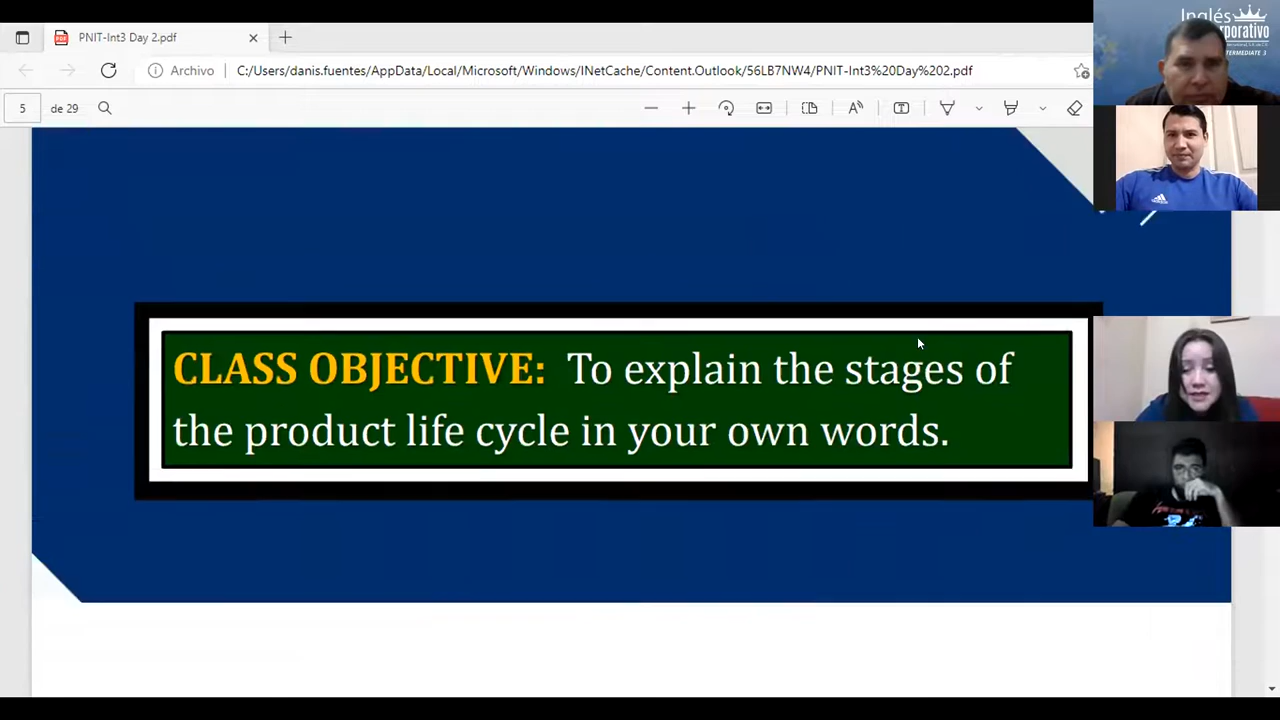 PNIT-Int3 Day 2.pdf
Archivo
C:/Users/danis.fuentes/AppData/Local/Microsoft/Windows/INetCache/Content.Outlook/56LB7NW4/PNIT-Int3%20Day%202.pdf
5 de 29
CLASS OBJECTIVE: To explain the stages of
the product life cycle in your own words.
Inglés